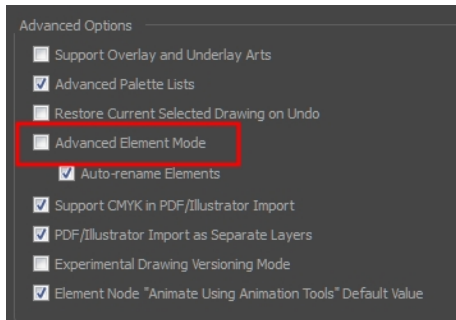 Advanced Options
Support Overlay and Underlay Arts
Advanced Palette Lists
Restore Current Selected Drawing on Undo
Advanced Element Mode
Auto-rename Elements
Support CMYK in PDF/Illustrator Import
PDF/Illustrator Import as Separate Layers
Experimental Drawing Versioning Mode
Element Node "Animate Using Animation Tools" Default Value